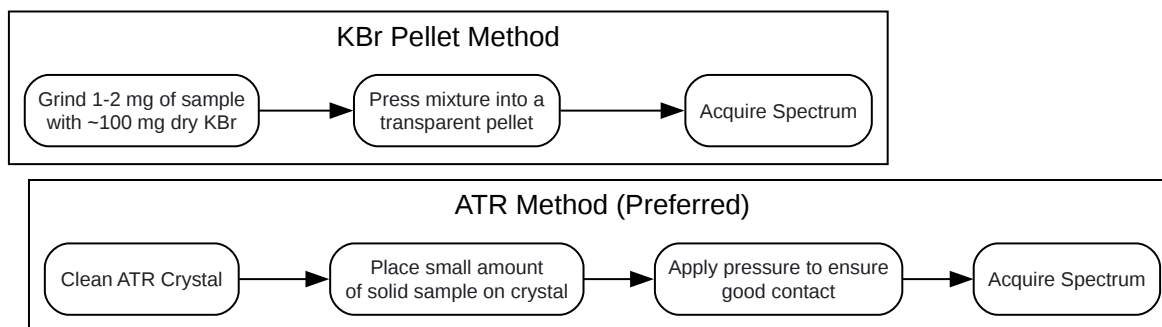 KBr Pellet Method
Grind 1-2 mg of sample
with ~100 mg dry KBr
Press mixture into a
transparent pellet
Acquire Spectrum
ATR Method (Preferred)
Clean ATR Crystal
Place small amount
of solid sample on crystal
Apply pressure to ensure
good contact
Acquire Spectrum